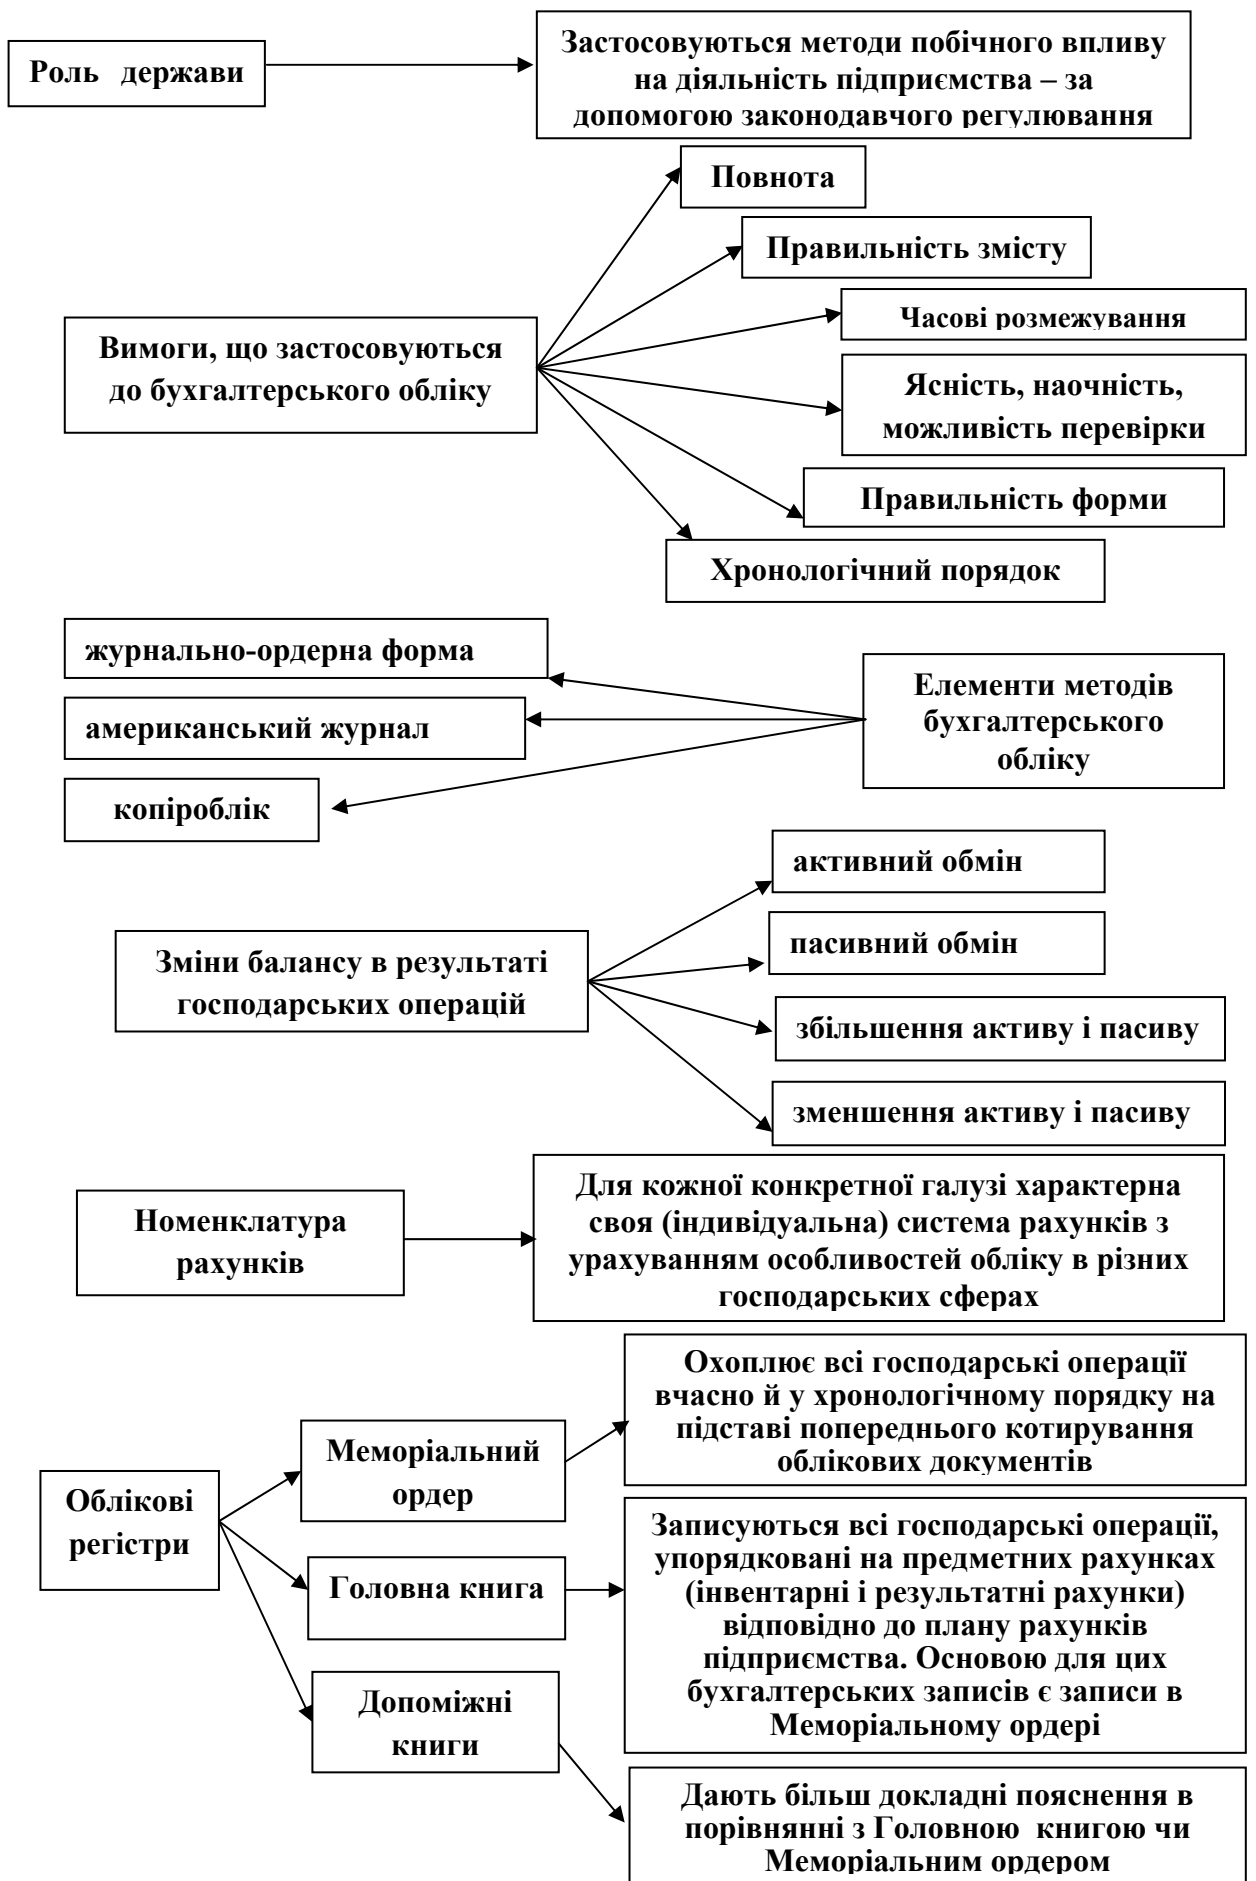 Роль держави
Застосовуються методи побічного впливу
на діяльність підприємства – за
допомогою законодавчого регулювання
Повнота
Правильність змісту
Часові розмежування
Вимоги, що застосовуються
до бухгалтерського обліку
Ясність, наочність,
можливість перевірки
Правильність форми
Хронологічний порядок
журнально-ордерна форма
американський журнал
копіроблік
Елементи методів
бухгалтерського
обліку
активний обмін
пасивний обмін
Зміни балансу в результаті
господарських операцій
збільшення активу і пасиву
зменшення активу і пасиву
Номенклатура
рахунків
Для кожної конкретної галузі характерна
своя (індивідуальна) система рахунків з
урахуванням особливостей обліку в різних
господарських сферах
Облікові
регістри
Меморіальний
ордер
Охоплює всі господарські операції
вчасно й у хронологічному порядку на
підставі попереднього котирування
облікових документів
Головна книга
Записуються всі господарські операції,
упорядковані на предметних рахунках
(інвентарні і результатні рахунки)
відповідно до плану рахунків
підприємства. Основою для цих
бухгалтерських записів є записи в
Меморіальному ордері
Допоміжні
книги
Дають більш докладні пояснення в
порівнянні з Головною книгою чи
Меморіальним ордером